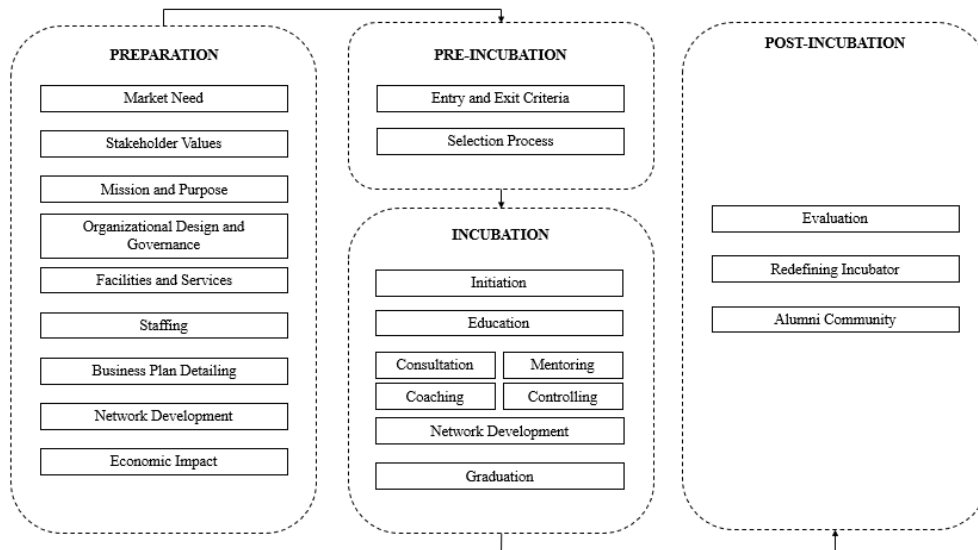 PREPARATION
Market Need
Stakeholder Values
Mission and Purpose
Organizational Design and
Governance
Facilities and Services
Staffing
Business Plan Detailing
Network Development
Economic Impact
PRE-INCUBATION
Entry and Exit Criteria
Selection Process
INCUBATION
Initiation
Education
Consultation
Mentoring
Coaching
Controlling
Network Development
Graduation
POST-INCUBATION
Evaluation
Redefining Incubator
Alumni Community